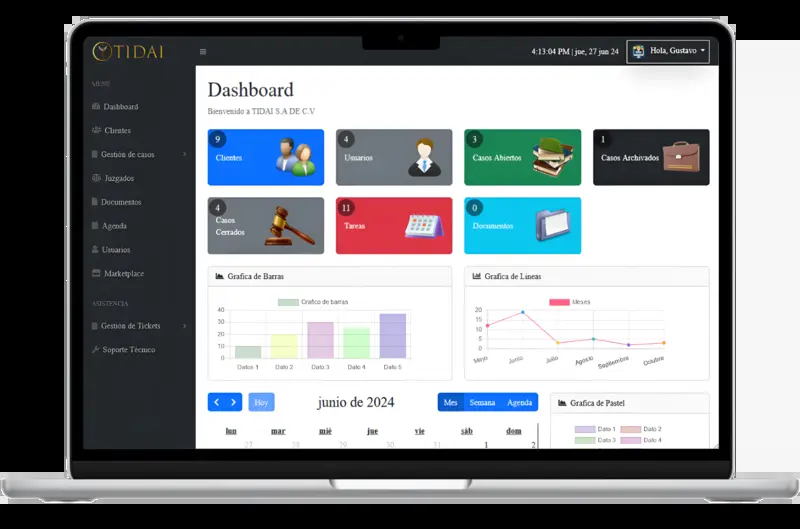 TIDAI
4:13:04 PM | jue, 27 jun 24
Hola, Gustavo
MENÚ
Dashboard
Clientes
Gestión de casos
Juzgados
Documentos
Agenda
Usuarios
Marketplace
ASISTENCIA
Gestión de Tickets
Soporte Técnico
Dashboard
Bienvenido a TIDAI S.A DE C.V
9
Clientes
4
Usuarios
3
Casos Abiertos
1
Casos Archivados
4
Casos
Cerrados
11
Tareas
0
Documentos
Grafica de Barras
Grafico de barras
40
30
20
10
0
Datos 1
Dato 2
Dato 3
Dato 4
Dato 5
Grafica de Lineas
Meses
20
15
10
5
0
Mayo
Junio
Julio
Agosto
Septiembre
Octubre
Hoy
junio de 2024
Mes
Semana
Agenda
lun
mar
mié
jue
vie
sáb
dom
27
28
29
30
31
1
2
Grafica de Pastel
Dato 1
Dato 2
Dato 3
Dato 4